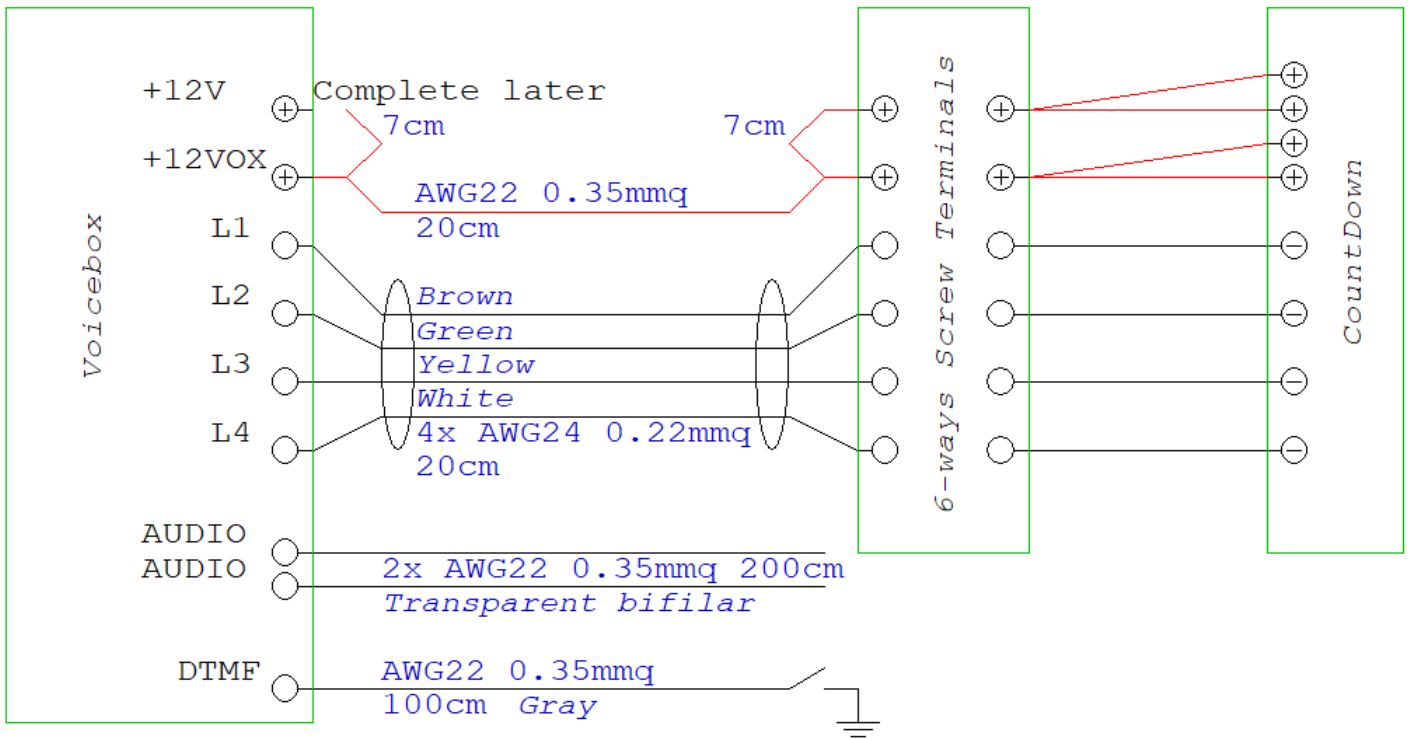 +12V
Complete later
7cm
7cm
+12VOX
AWG22 0.35mmq
20cm
L1
L2
Brown
Green
L3
Yellow
White
L4
4x AWG24 0.22mmq
20cm
AUDIO
AUDIO
2x AWG22 0.35mmq 200cm
Transparent bifilar
DTMF
AWG22 0.35mmq
100cm Gray
Voicebox
6-ways Screw Terminals
CountDown